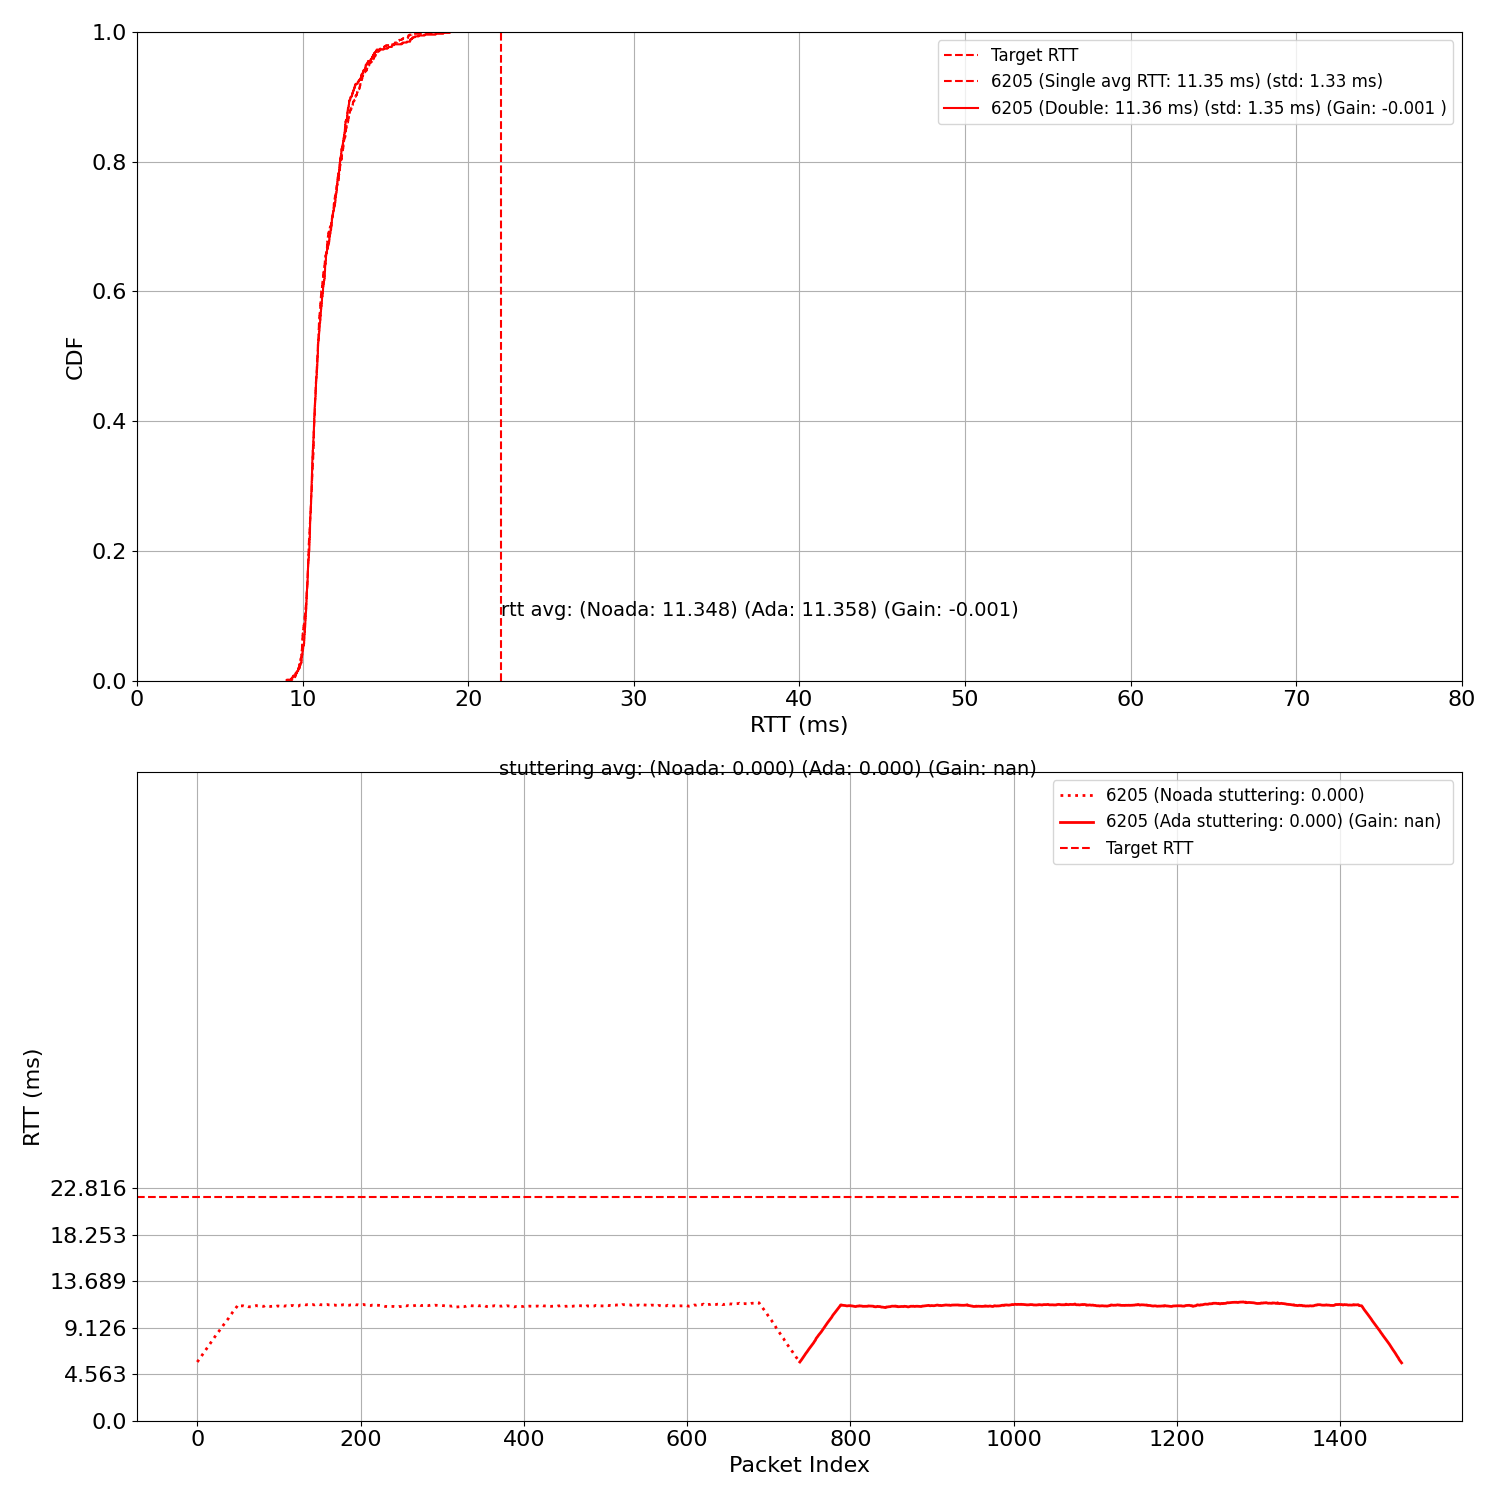 1.0
0.8
0.6
0.4
0.2
0.0
CDF
Target RTT
6205 (Single avg RTT: 11.35 ms) (std: 1.33 ms)
6205 (Double: 11.36 ms) (std: 1.35 ms) (Gain: -0.001 )
rtt avg: (Noada: 11.348) (Ada: 11.358) (Gain: -0.001)
0 10 20 30 40 50 60 70 80
RTT (ms)
stuttering avg: (Noada: 0.000) (Ada: 0.000) (Gain: nan)
6205 (Noada stuttering: 0.000)
6205 (Ada stuttering: 0.000) (Gain: nan)
Target RTT
RTT (ms)
22.816
18.253
13.689
9.126
4.563
0.0
0 200 400 600 800 1000 1200 1400
Packet Index